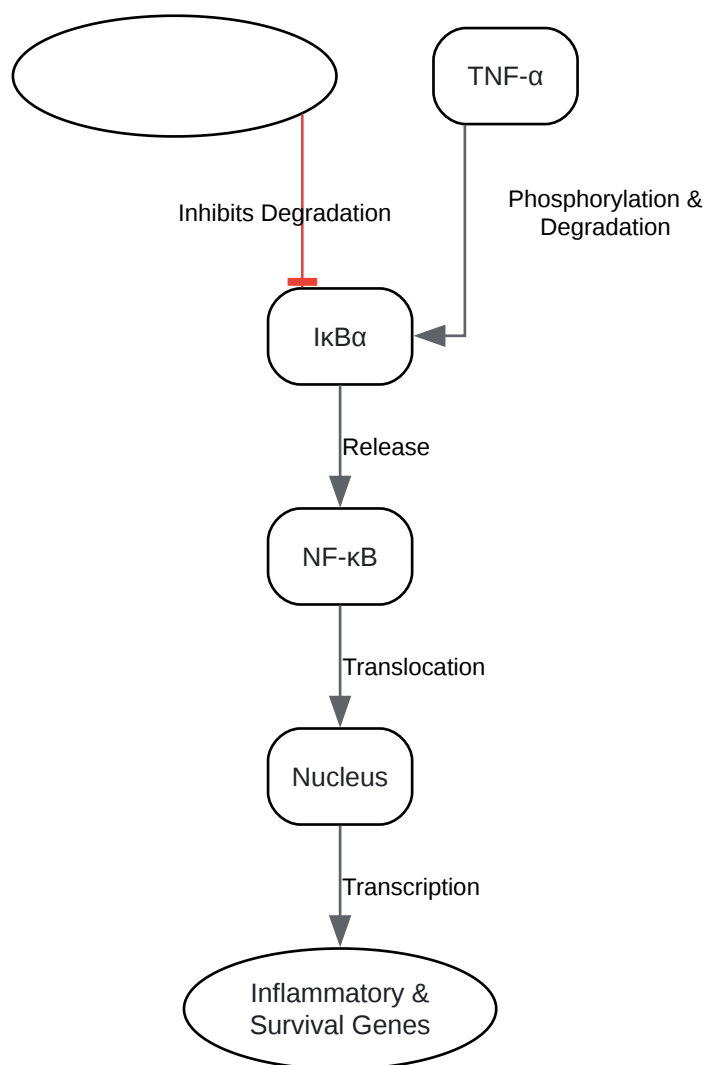 TNF-α
Inhibits Degradation
Phosphorylation &
Degradation
IκBα
Release
NF-κB
Translocation
Nucleus
Transcription
Inflammatory &
Survival Genes